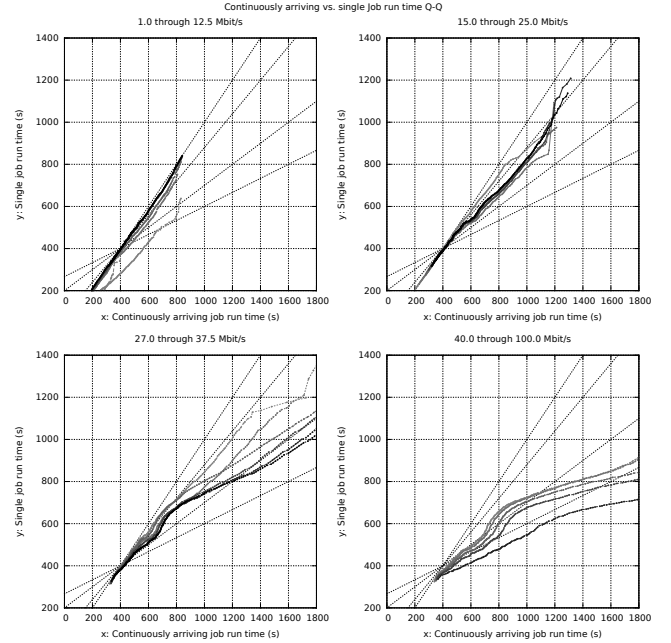 Continuously arriving vs. single Job run time Q-Q
1.0 through 12.5 Mbit/s
1400
1200
1000
800
600
400
200
0 200 400 600 800 1000 1200 1400 1600 1800
y: Single job run time (s)
x: Continuously arriving job run time (s)
15.0 through 25.0 Mbit/s
1400
1200
1000
800
600
400
200
0 200 400 600 800 1000 1200 1400 1600 1800
y: Single job run time (s)
x: Continuously arriving job run time (s)
27.0 through 37.5 Mbit/s
1400
1200
1000
800
600
400
200
0 200 400 600 800 1000 1200 1400 1600 1800
y: Single job run time (s)
x: Continuously arriving job run time (s)
40.0 through 100.0 Mbit/s
1400
1200
1000
800
600
400
200
0 200 400 600 800 1000 1200 1400 1600 1800
y: Single job run time (s)
x: Continuously arriving job run time (s)